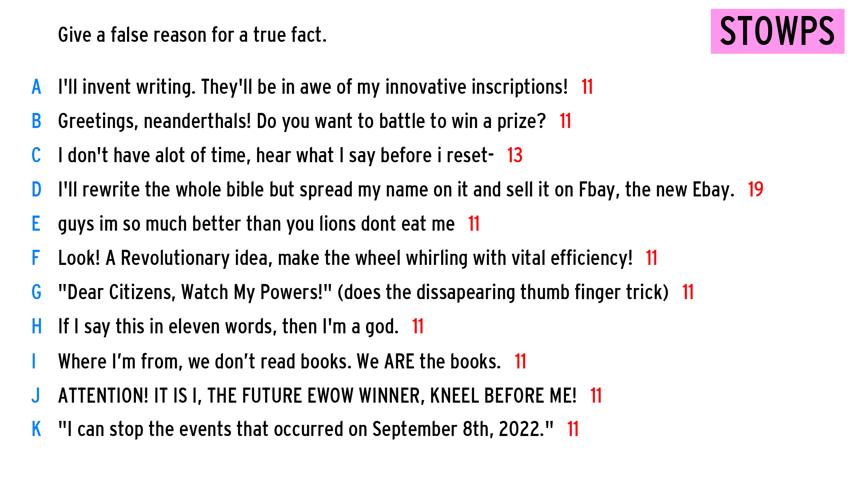 Give a false reason for a true fact.
STOWPS
A I'll invent writing. They'll be in awe of my innovative inscriptions! 11
B Greetings, neanderthals! Do you want to battle to win a prize? 11
C I don't have alot of time, hear what I say before i reset- 13
D I'll rewrite the whole bible but spread my name on it and sell it on Fbay, the new Ebay. 19
E guys im so much better than you lions dont eat me 11
F Look! A Revolutionary idea, make the wheel whirling with vital efficiency! 11
G "Dear Citizens, Watch My Powers!" (does the dissapearing thumb finger trick) 11
H If I say this in eleven words, then I'm a god. 11
I Where I’m from, we don’t read books. We ARE the books. 11
J ATTENTION! IT IS I, THE FUTURE EWOW WINNER, KNEEL BEFORE ME! 11
K "I can stop the events that occurred on September 8th, 2022." 11